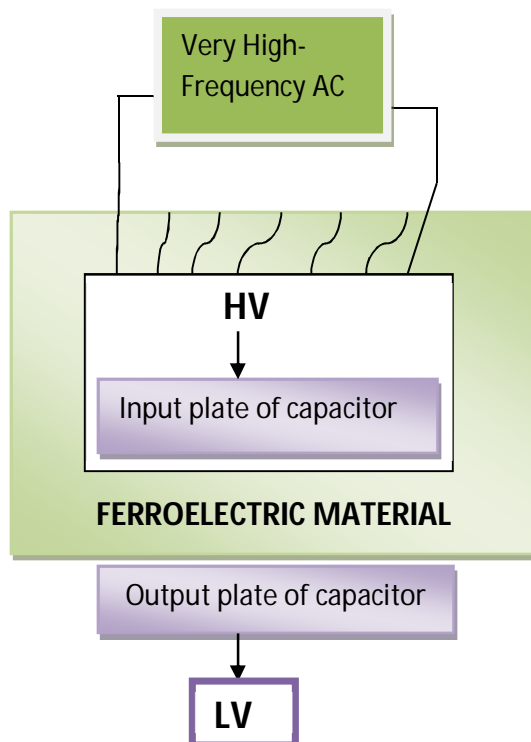 Very High-
Frequency AC
HV
Input plate of capacitor
FERROELECTRIC MATERIAL
Output plate of capacitor
LV